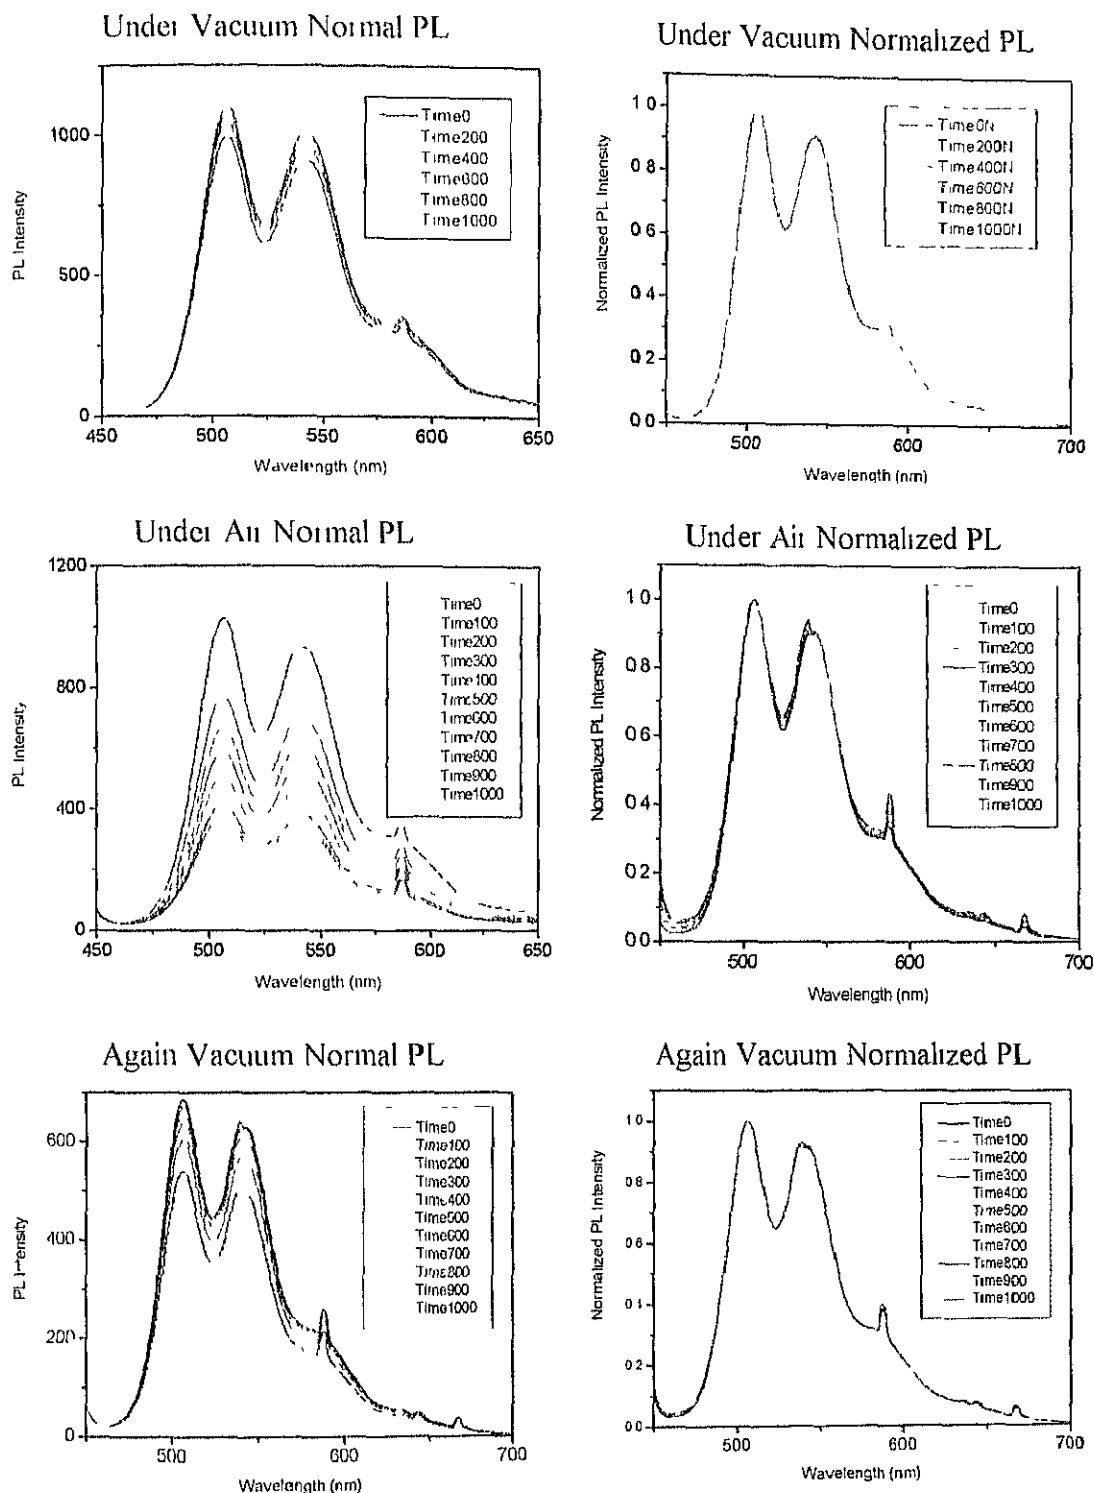 Under Vacuum Normal PL
Under Vacuum Normalized PL
PL Intensity
1000
500
0
450
500
550
600
650
Wavelength (nm)
Time0
Time200
Time400
Time600
Time800
Time1000
Normalized PL Intensity
1.0
0.8
0.6
0.4
0.2
0.0
500
600
700
Wavelength (nm)
Time0N
Time200N
Time400N
Time600N
Time800N
Time1000N
Under Air Normal PL
Under Air Normalized PL
PL Intensity
1200
800
400
0
450
500
550
600
650
Wavelength (nm)
Time0
Time100
Time200
Time300
Time100
Time500
Time600
Time700
Time800
Time900
Time1000
Normalized PL Intensity
1.0
0.8
0.6
0.4
0.2
0.0
500
600
700
Wavelength (nm)
Time0
Time100
Time200
Time300
Time400
Time500
Time600
Time700
Time800
Time900
Time1000
Again Vacuum Normal PL
Again Vacuum Normalized PL
PL Intensity
600
400
200
0
500
600
700
Wavelength (nm)
Time0
Time100
Time200
Time300
Time400
Time500
Time600
Time700
Time800
Time900
Time1000
Normalized PL Intensity
1.0
0.8
0.6
0.4
0.2
0.0
500
600
700
Wavelength (nm)
Time0
Time100
Time200
Time300
Time400
Time500
Time600
Time700
Time800
Time900
Time1000